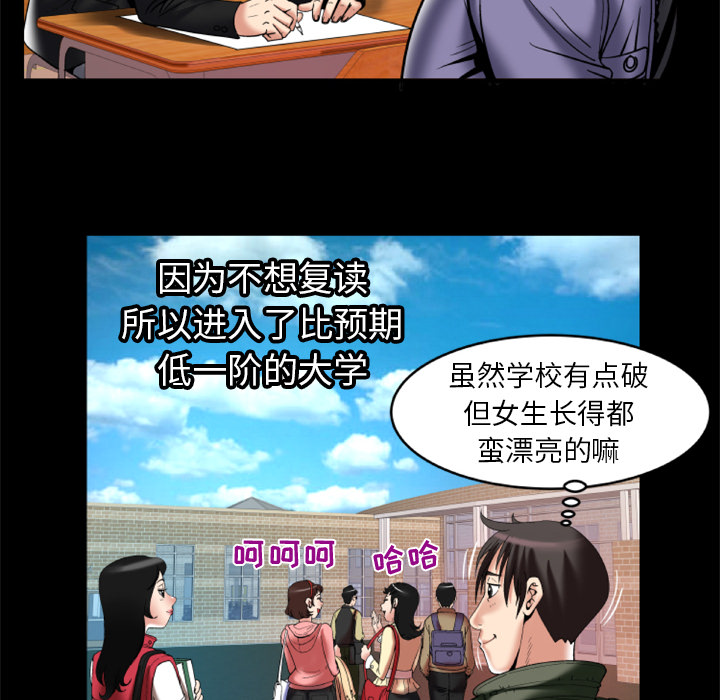 因为不想复读
所以进入了比预期
低一阶的大学
虽然学校有点破
但女生长得都
蛮漂亮的嘛
呵呵呵
哈哈